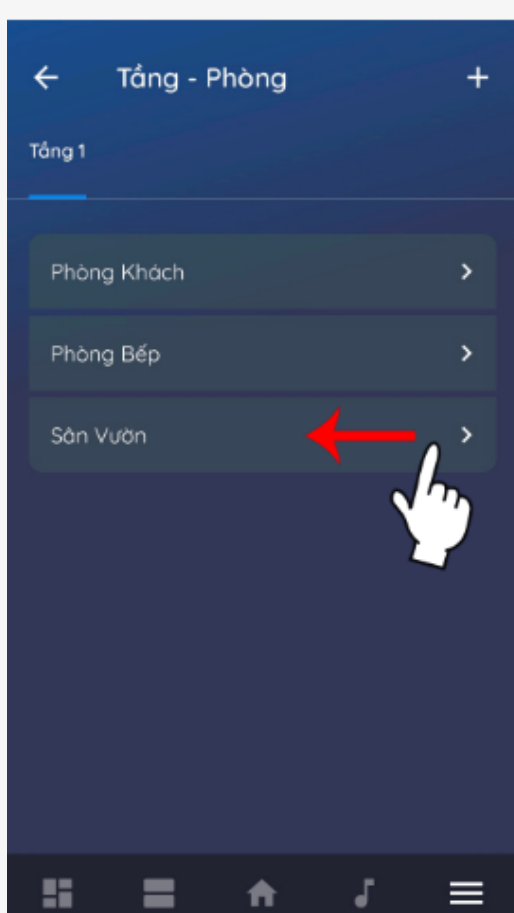 Tầng - Phòng
Tầng 1
Phòng Khách
Phòng Bếp
Sân Vườn